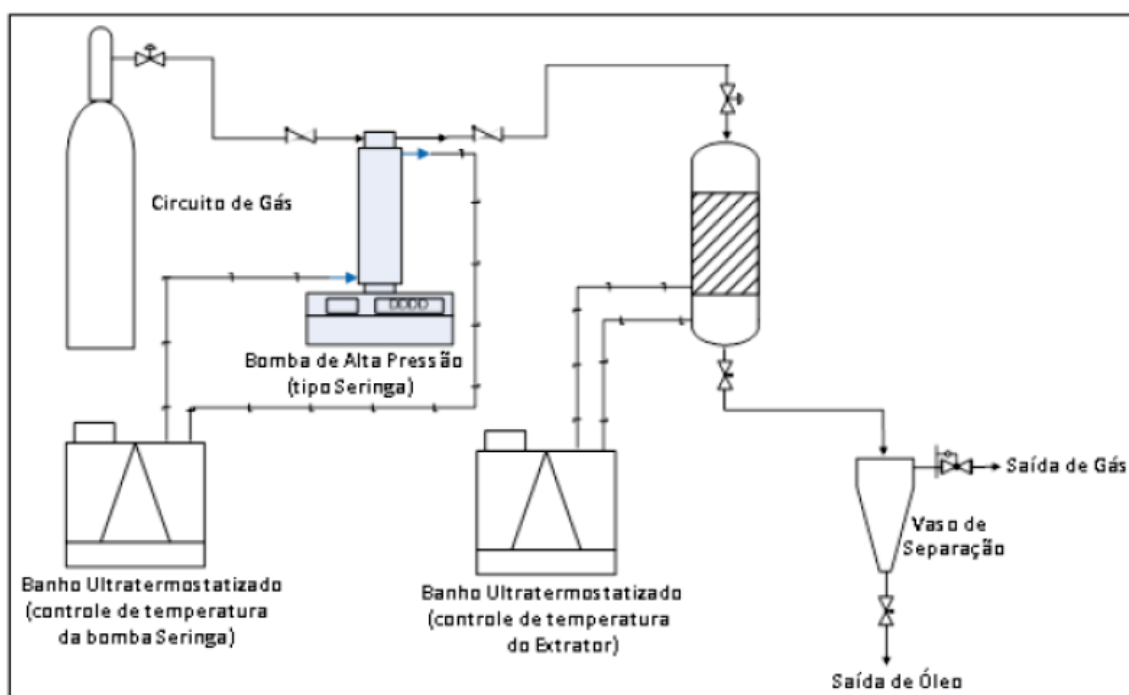 Circuito de Gás
Bomba de Alta Pressão
(tipo Seringa)
Saída de Gás
Vaso de
Separação
Banho Ultratermostatizado
(controle de temperatura
da bomba Seringa)
Banho Ultratermostatizado
(controle de temperatura
do Extrator)
Saída de Óleo